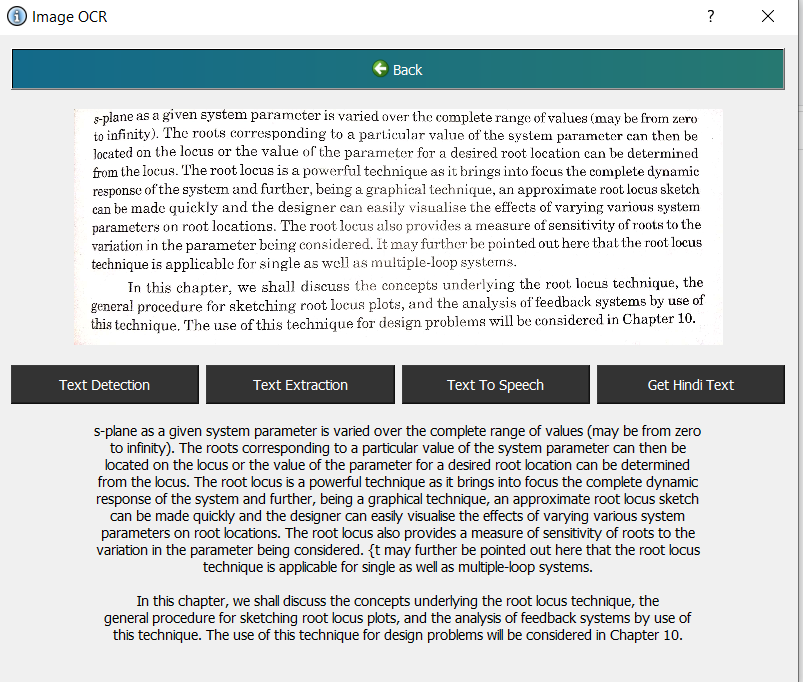 Image OCR
?
Back
s-plane as a given system parameter is varied over the complete range of values (may be from zero
to infinity). The roots corresponding to a particular value of the system parameter can then be
located on the locus or the value of the parameter for a desired root location can be determined
from the locus. The root locus is a powerful technique as it brings into focus the complete dynamic
response of the system and further, being a graphical technique, an approximate root locus sketch
can be made quickly and the designer can easily visualise the effects of varying various system
parameters on root locations. The root locus also provides a measure of sensitivity of roots to the
variation in the parameter being considered. It may further be pointed out here that the root locus
technique is applicable for single as well as multiple-loop systems.
In this chapter, we shall discuss the concepts underlying the root locus technique, the
general procedure for sketching root locus plots, and the analysis of feedback systems by use of
this technique. The use of this technique for design problems will be considered in Chapter 10.
Text Detection Text Extraction Text To Speech Get Hindi Text
s-plane as a given system parameter is varied over the complete range of values (may be from zero
to infinity). The roots corresponding to a particular value of the system parameter can then be
located on the locus or the value of the parameter for a desired root location can be determined
from the locus. The root locus is a powerful technique as it brings into focus the complete dynamic
response of the system and further, being a graphical technique, an approximate root locus sketch
can be made quickly and the designer can easily visualise the effects of varying various system
parameters on root locations. The root locus also provides a measure of sensitivity of roots to the
variation in the parameter being considered. {t may further be pointed out here that the root locus
technique is applicable for single as well as multiple-loop systems.
In this chapter, we shall discuss the concepts underlying the root locus technique, the
general procedure for sketching root locus plots, and the analysis of feedback systems by use of
this technique. The use of this technique for design problems will be considered in Chapter 10.